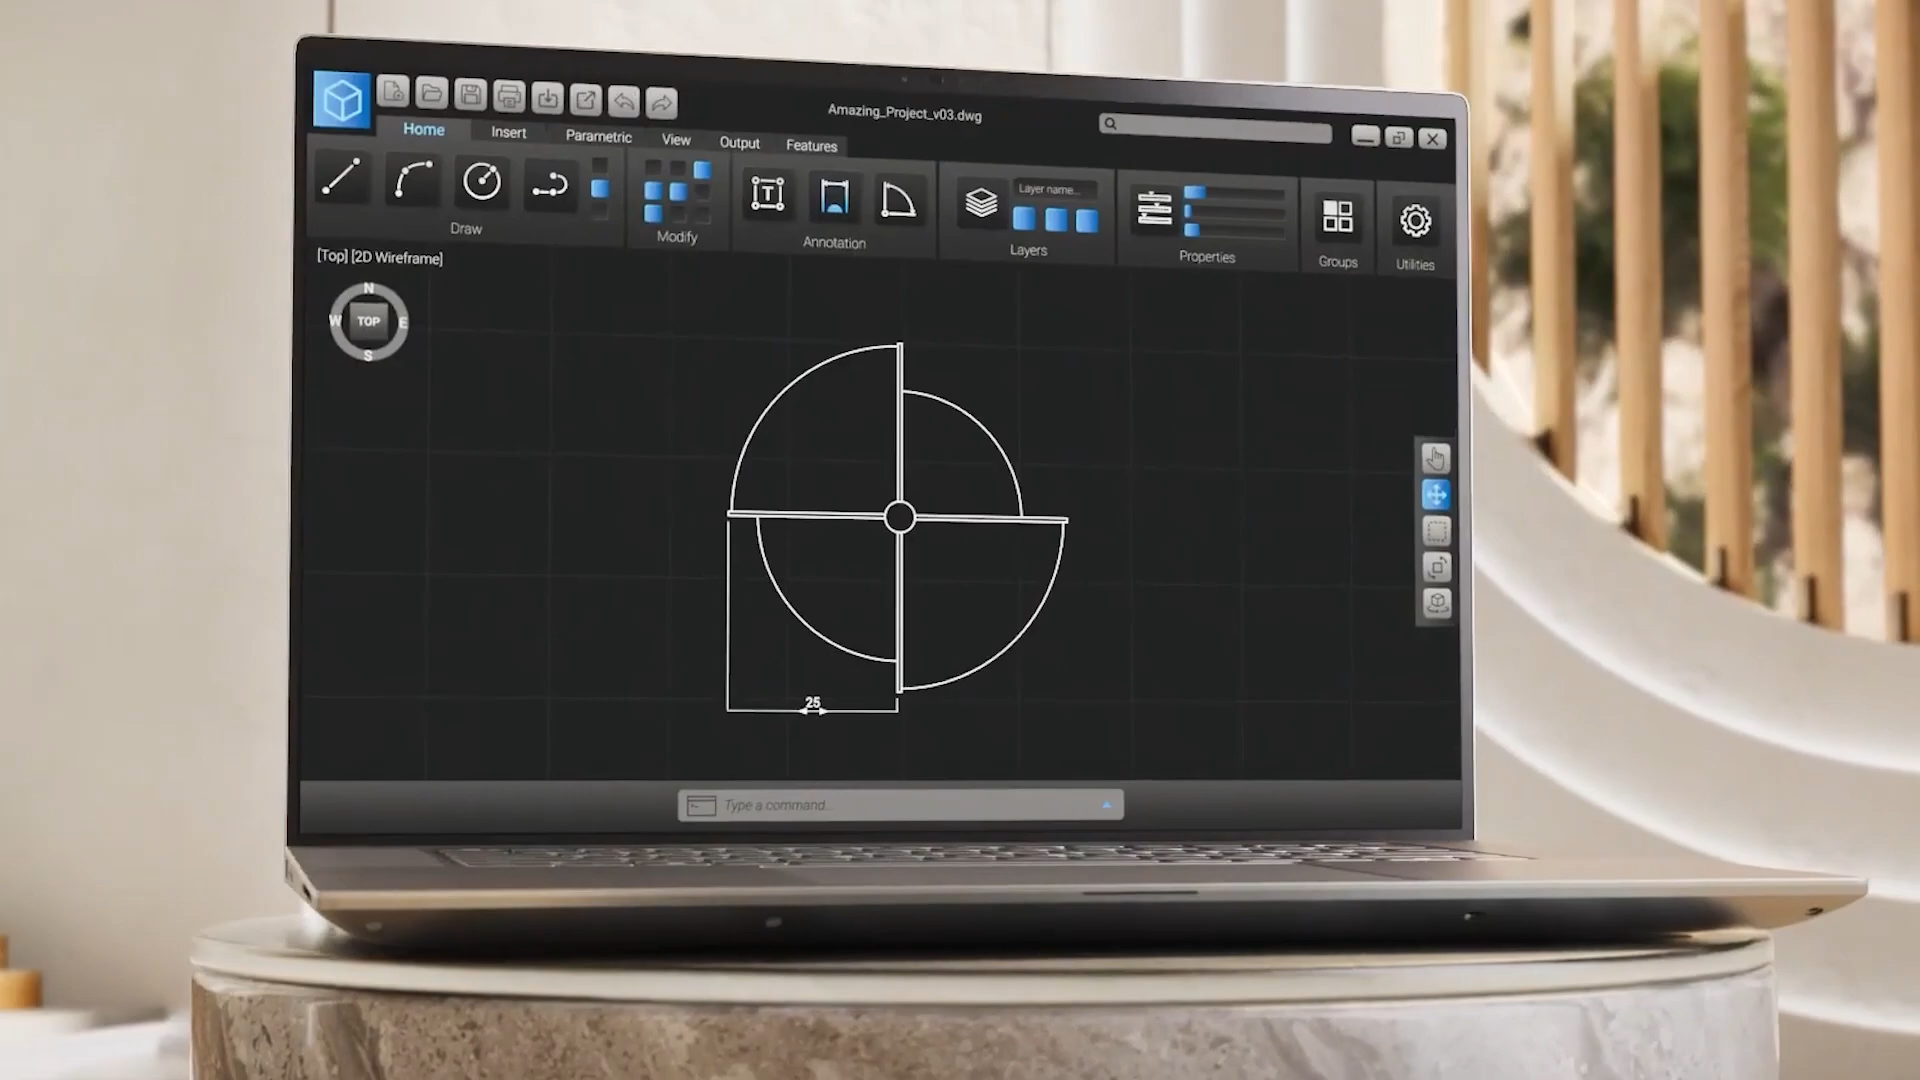 Amazing_Project_v03.dwg
Home Insert Parametric View Output Features
T
Layer name...
Draw Modify Annotation Layers Properties Groups Utilities
[Top] [2D Wireframe]
N
W TOP E
S
25
Type a command...